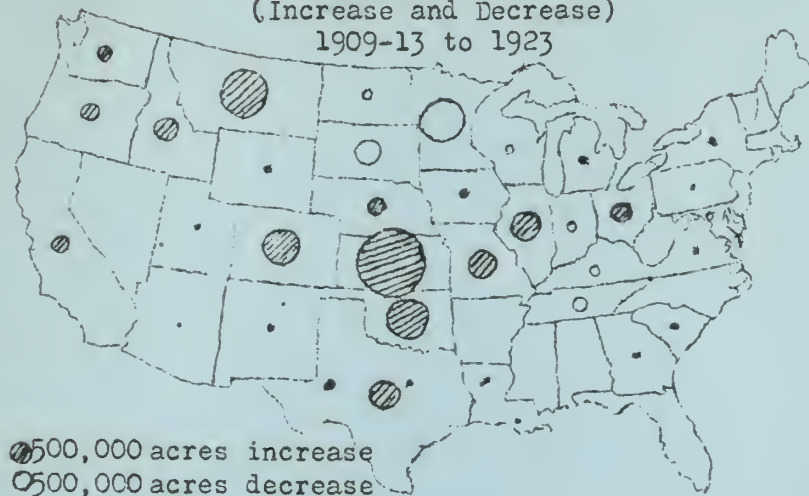 (Increase and Decrease)
1909-13 to 1923
500,000 acres increase
500,000 acres decrease